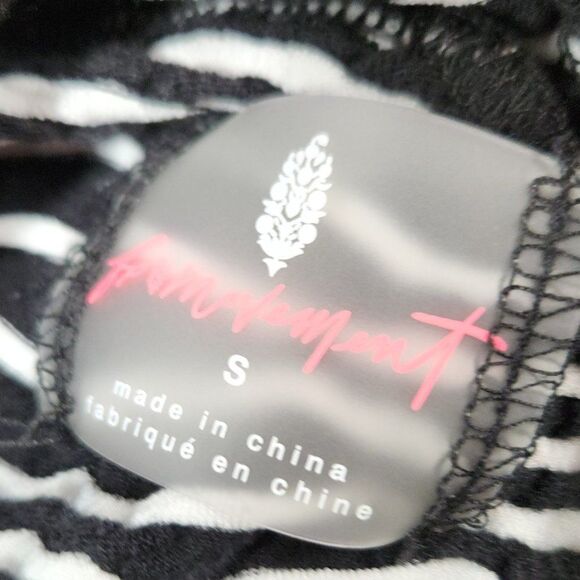 fp movement
S
made in china
fabriqué en chine